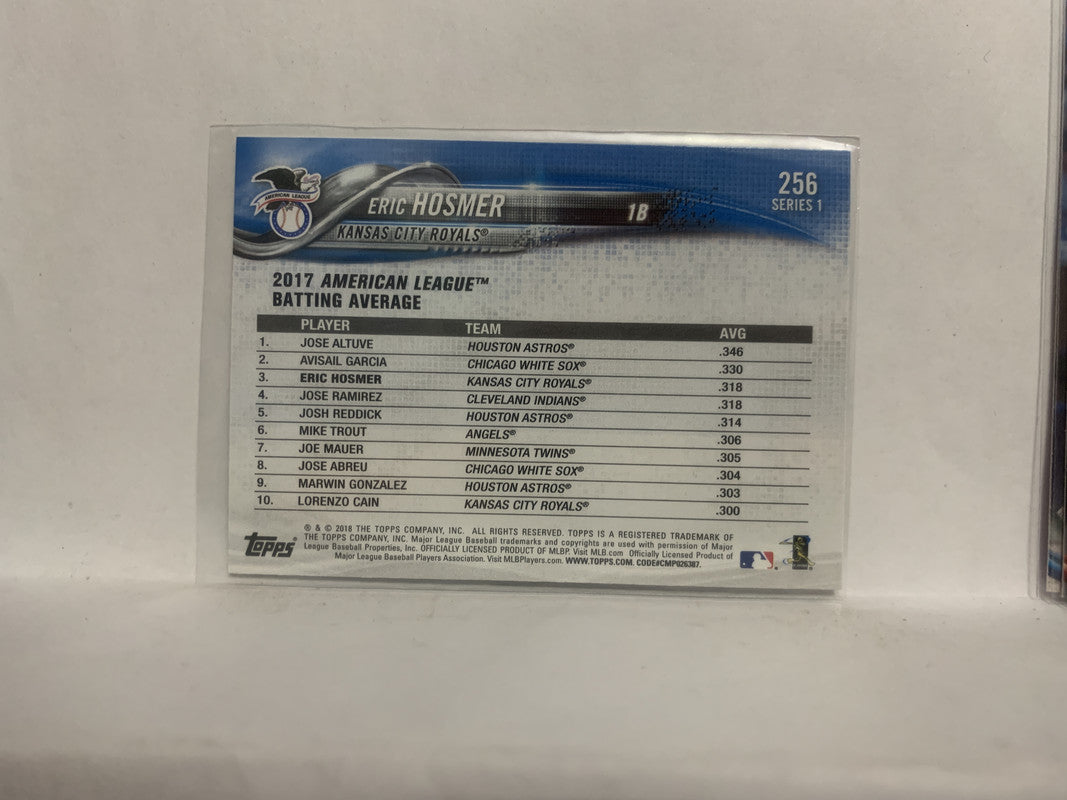 AMERICAN LEAGUE
ERIC HOSMER 1B
KANSAS CITY ROYALS®
256
SERIES 1
2017 AMERICAN LEAGUE™
BATTING AVERAGE
PLAYER TEAM AVG
1. JOSE ALTUVE HOUSTON ASTROS® .346
2. AVISAIL GARCIA CHICAGO WHITE SOX® .330
3. ERIC HOSMER KANSAS CITY ROYALS® .318
4. JOSE RAMIREZ CLEVELAND INDIANS® .318
5. JOSH REDDICK HOUSTON ASTROS® .314
6. MIKE TROUT ANGELS® .306
7. JOE MAUER MINNESOTA TWINS® .305
8. JOSE ABREU CHICAGO WHITE SOX® .304
9. MARWIN GONZALEZ HOUSTON ASTROS® .303
10. LORENZO CAIN KANSAS CITY ROYALS® .300
Topps®
® & © 2018 THE TOPPS COMPANY, INC. ALL RIGHTS RESERVED. TOPPS IS A REGISTERED TRADEMARK OF
THE TOPPS COMPANY, INC. Major League Baseball trademarks and copyrights are used with permission of Major
League Baseball Properties, Inc. OFFICIALLY LICENSED PRODUCT OF MLBP. Visit MLB.com Officially Licensed Product of
Major League Baseball Players Association. Visit MLBPlayers.com. WWW.TOPPS.COM. CODE#CMP026387.